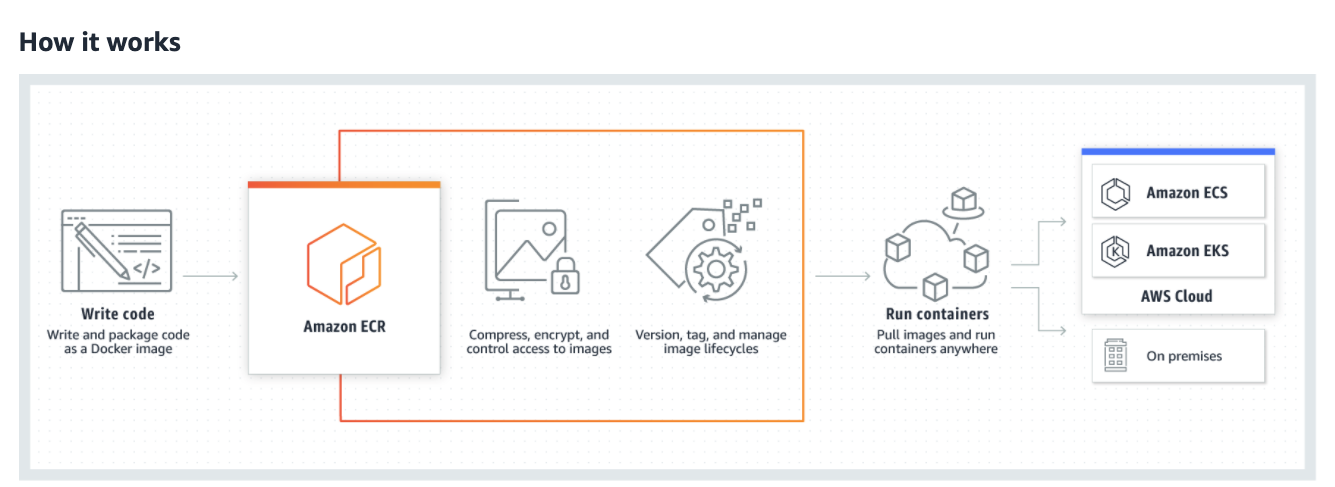 How it works
Write code
Write and package code
as a Docker image
Amazon ECR
Compress, encrypt, and
control access to images
Version, tag, and manage
image lifecycles
Run containers
Pull images and run
containers anywhere
Amazon ECS
K
Amazon EKS
AWS Cloud
On premises